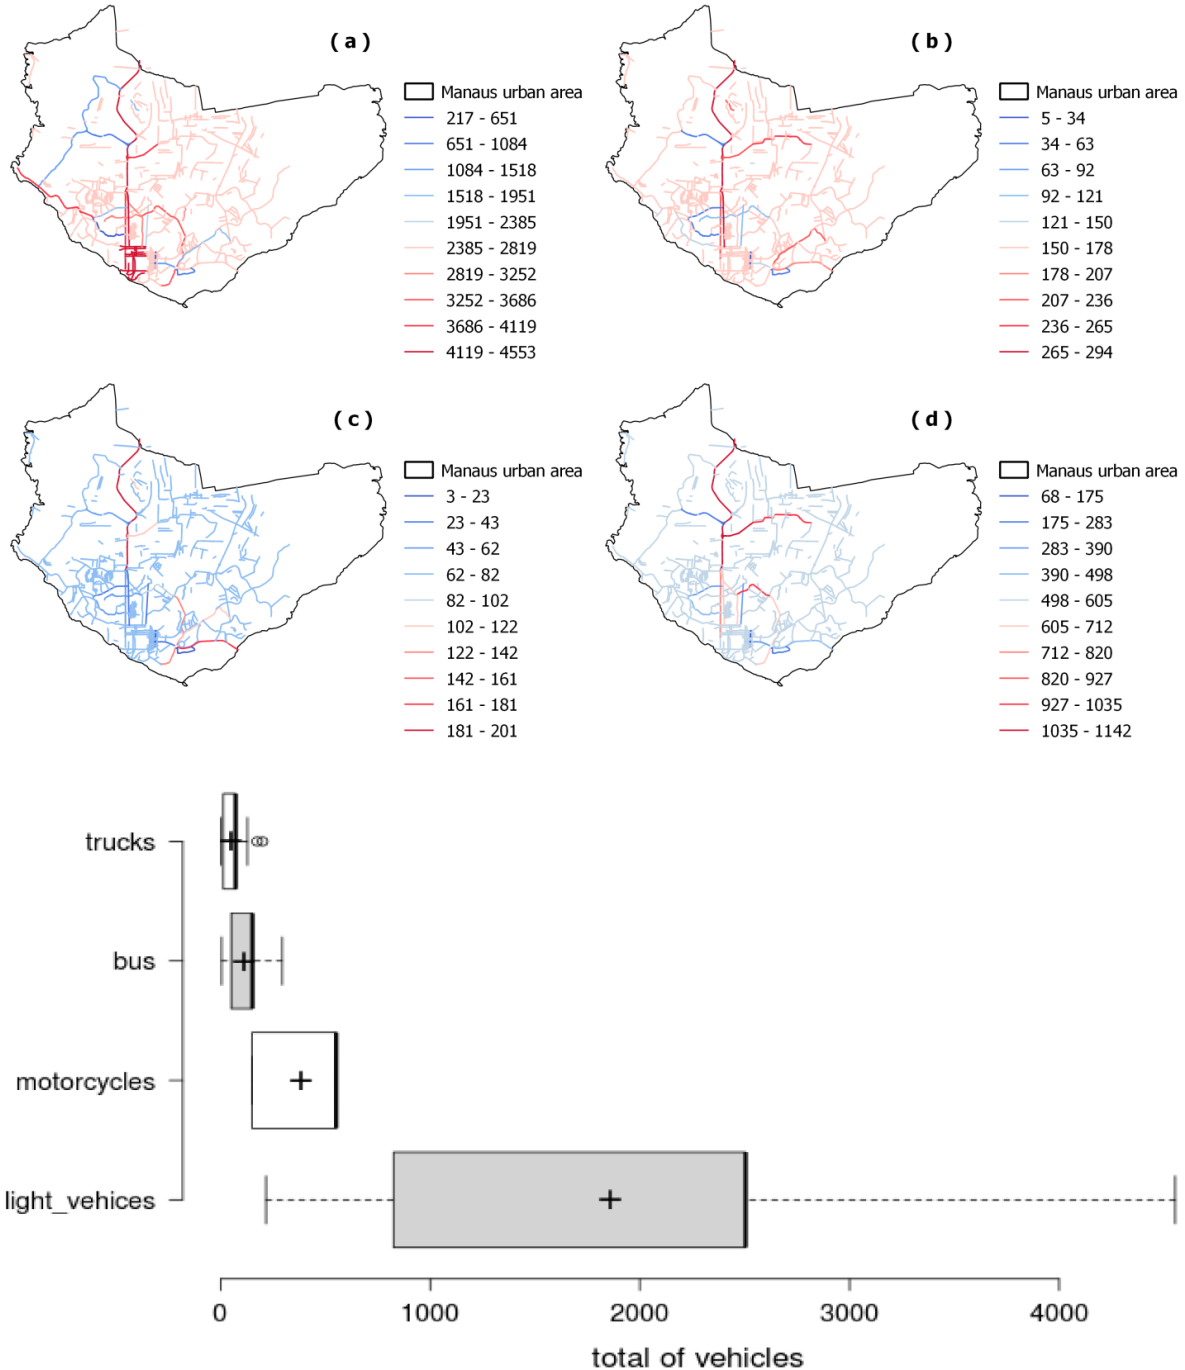 ( a )
Manaus urban area
217 - 651
651 - 1084
1084 - 1518
1518 - 1951
1951 - 2385
2385 - 2819
2819 - 3252
3252 - 3686
3686 - 4119
4119 - 4553
( b )
Manaus urban area
5 - 34
34 - 63
63 - 92
92 - 121
121 - 150
150 - 178
178 - 207
207 - 236
236 - 265
265 - 294
( c )
Manaus urban area
3 - 23
23 - 43
43 - 62
62 - 82
82 - 102
102 - 122
122 - 142
142 - 161
161 - 181
181 - 201
( d )
Manaus urban area
68 - 175
175 - 283
283 - 390
390 - 498
498 - 605
605 - 712
712 - 820
820 - 927
927 - 1035
1035 - 1142
trucks
bus
motorcycles
light_vehices
0 1000 2000 3000 4000
total of vehicles